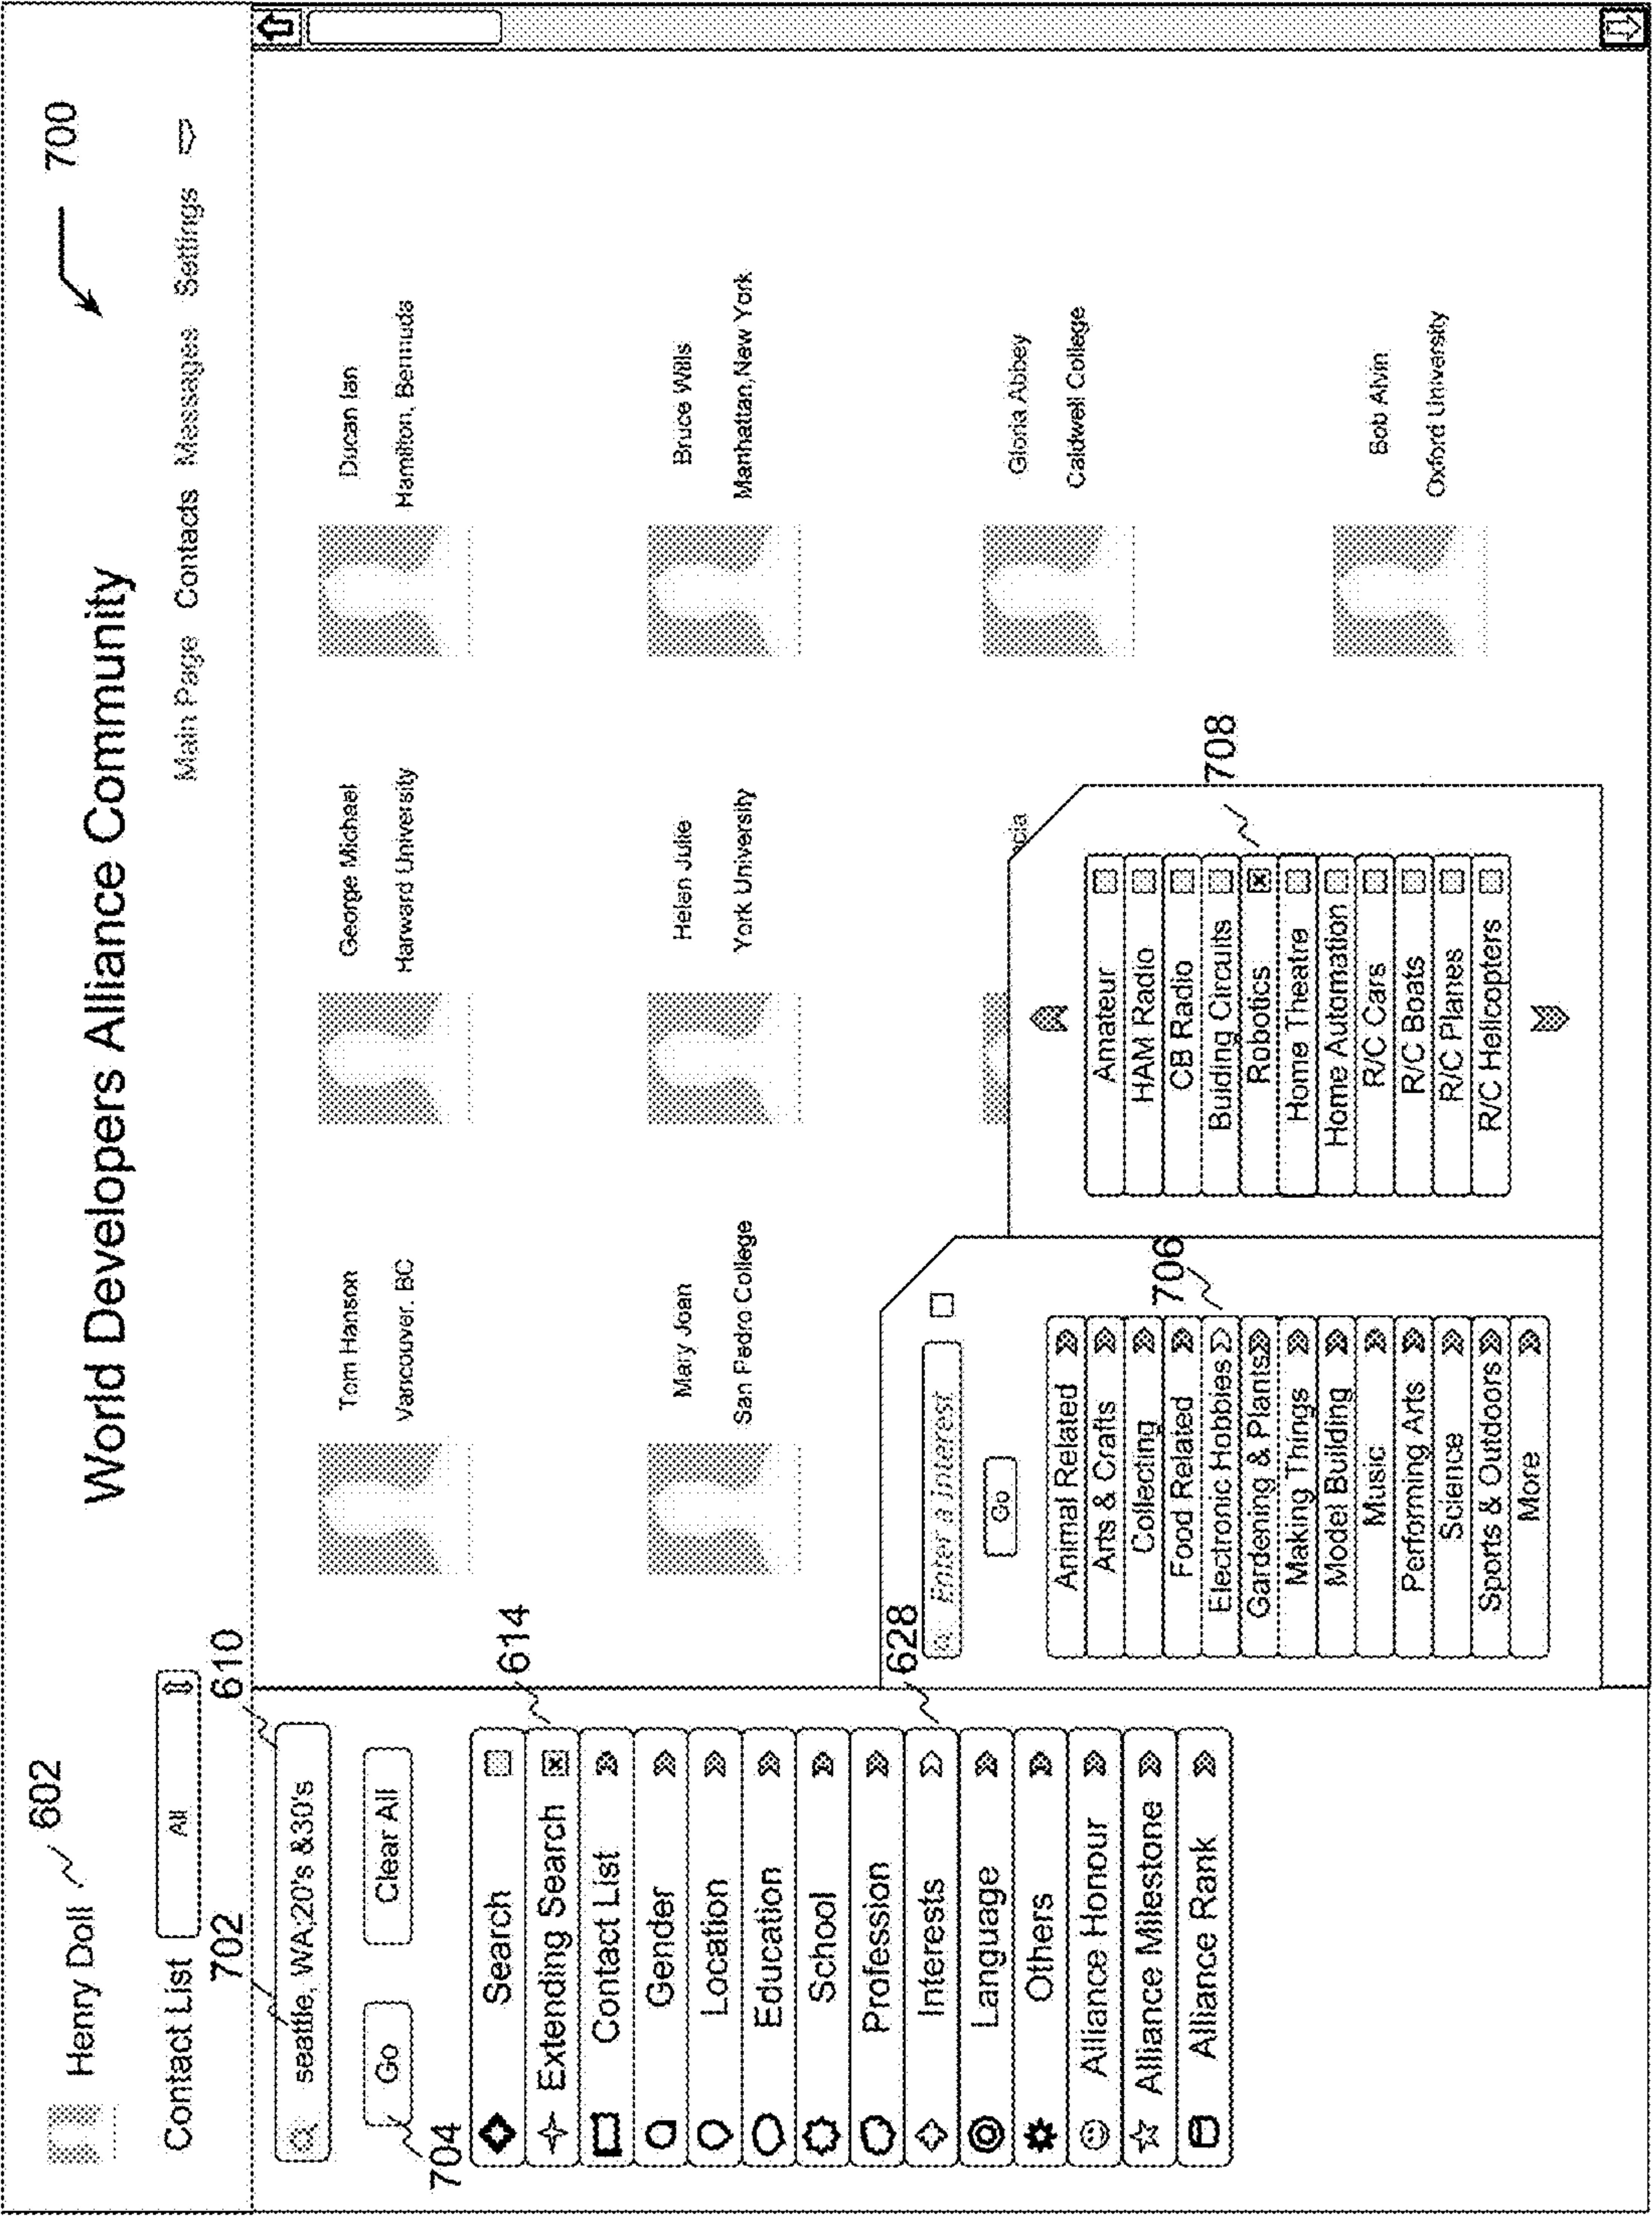 700
World Developers Alliance Community
Henry Doll
602
Main Page Contacts Messages Settings
Contact List All
702
610
seattle, WA;20's &30's
Go Clear All
704
614
Search
Extending Search
Contact List
Gender
Location
Education
School
Profession
Interests
Language
Others
Alliance Honour
Alliance Milestone
Alliance Rank
628
Tom Hanson
Vancouver. BC
George Michael
Harvard University
Ducan Ian
Hamilton, Bermuda
Mary Joan
San Pedro College
Helen Julie
York University
Bruce Wills
Manhattan,New York
cia
Gloria Abbey
Caldwell College
Bob Alvin
Oxford University
Enter a Interest
Go
706
Animal Related
Arts & Crafts
Collecting
Food Related
Electronic Hobbies
Gardening & Plants
Making Things
Model Building
Music
Performing Arts
Science
Sports & Outdoors
More
708
Amateur
HAM Radio
CB Radio
Buiding Circuits
Robotics
Home Theatre
Home Automation
R/C Cars
R/C Boats
R/C Planes
R/C Helicopters